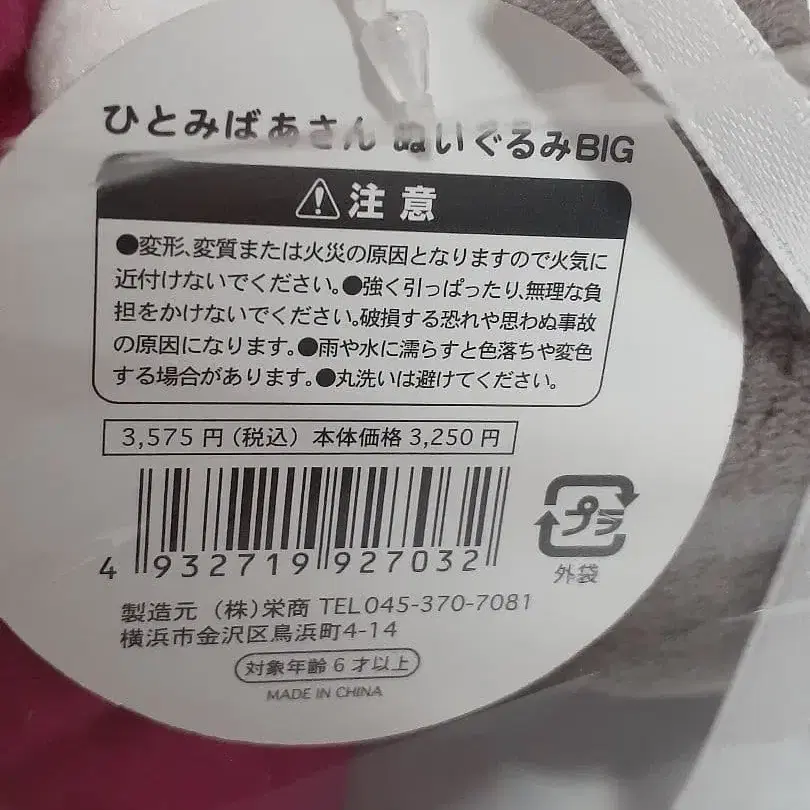 ひとみばあさん ぬいぐるみBIG
注意
●変形、変質または火災の原因となりますので火気に
近付けないでください。●強く引っぱったり、無理な負
担をかけないでください。破損する恐れや思わぬ事故
の原因になります。●雨や水に濡らすと色落ちや変色
する場合があります。●丸洗いは避けてください。
3,575円(税込) 本体価格3,250円
4 932719 927032
プラ
外袋
製造元 (株)栄商 TEL045-370-7081
横浜市金沢区鳥浜町4-14
対象年齢6才以上
MADE IN CHINA